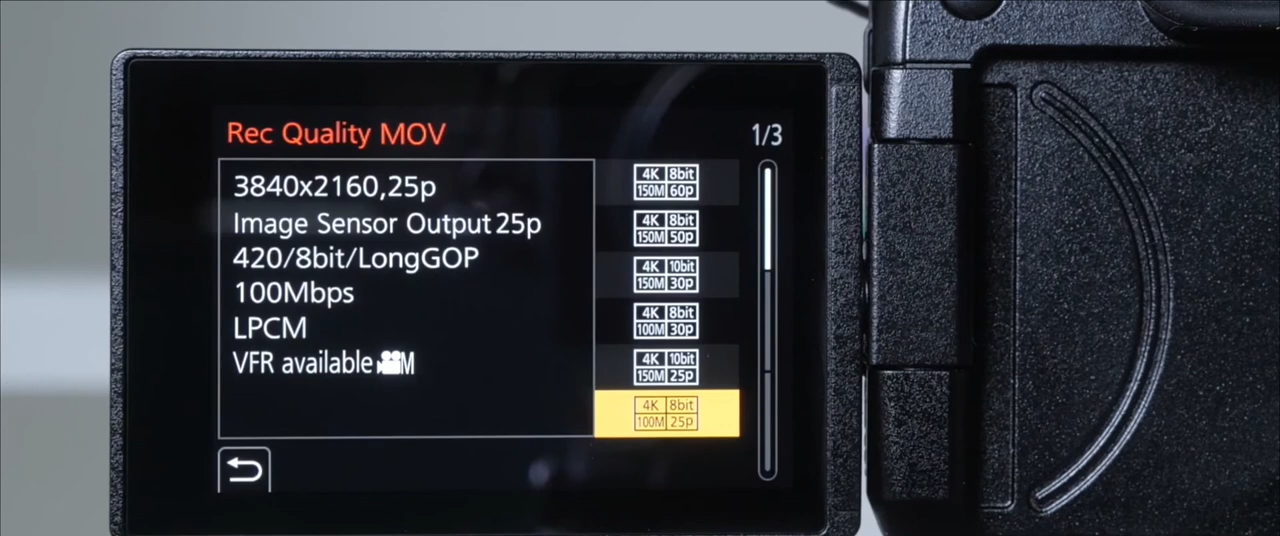 Rec Quality MOV
1/3
3840x2160,25p
Image Sensor Output 25p
420/8bit/LongGOP
100Mbps
LPCM
VFR available M
4K 8bit
150M 60p
4K 8bit
150M 50p
4K 10bit
150M 30p
4K 8bit
100M 30p
4K 10bit
150M 25p
4K 8bit
100M 25p